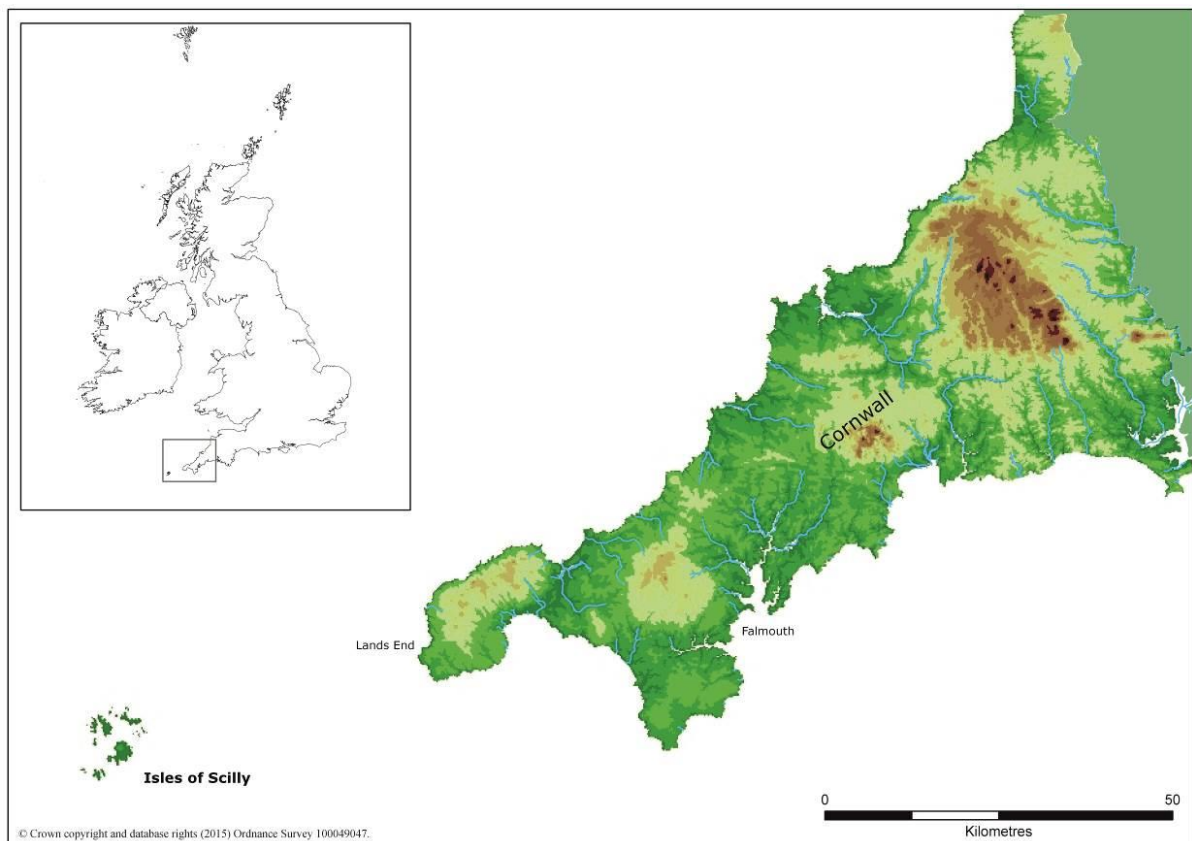 Cornwall
Lands End
Falmouth
Isles of Scilly
0 50
Kilometres
© Crown copyright and database rights (2015) Ordnance Survey 100049047.